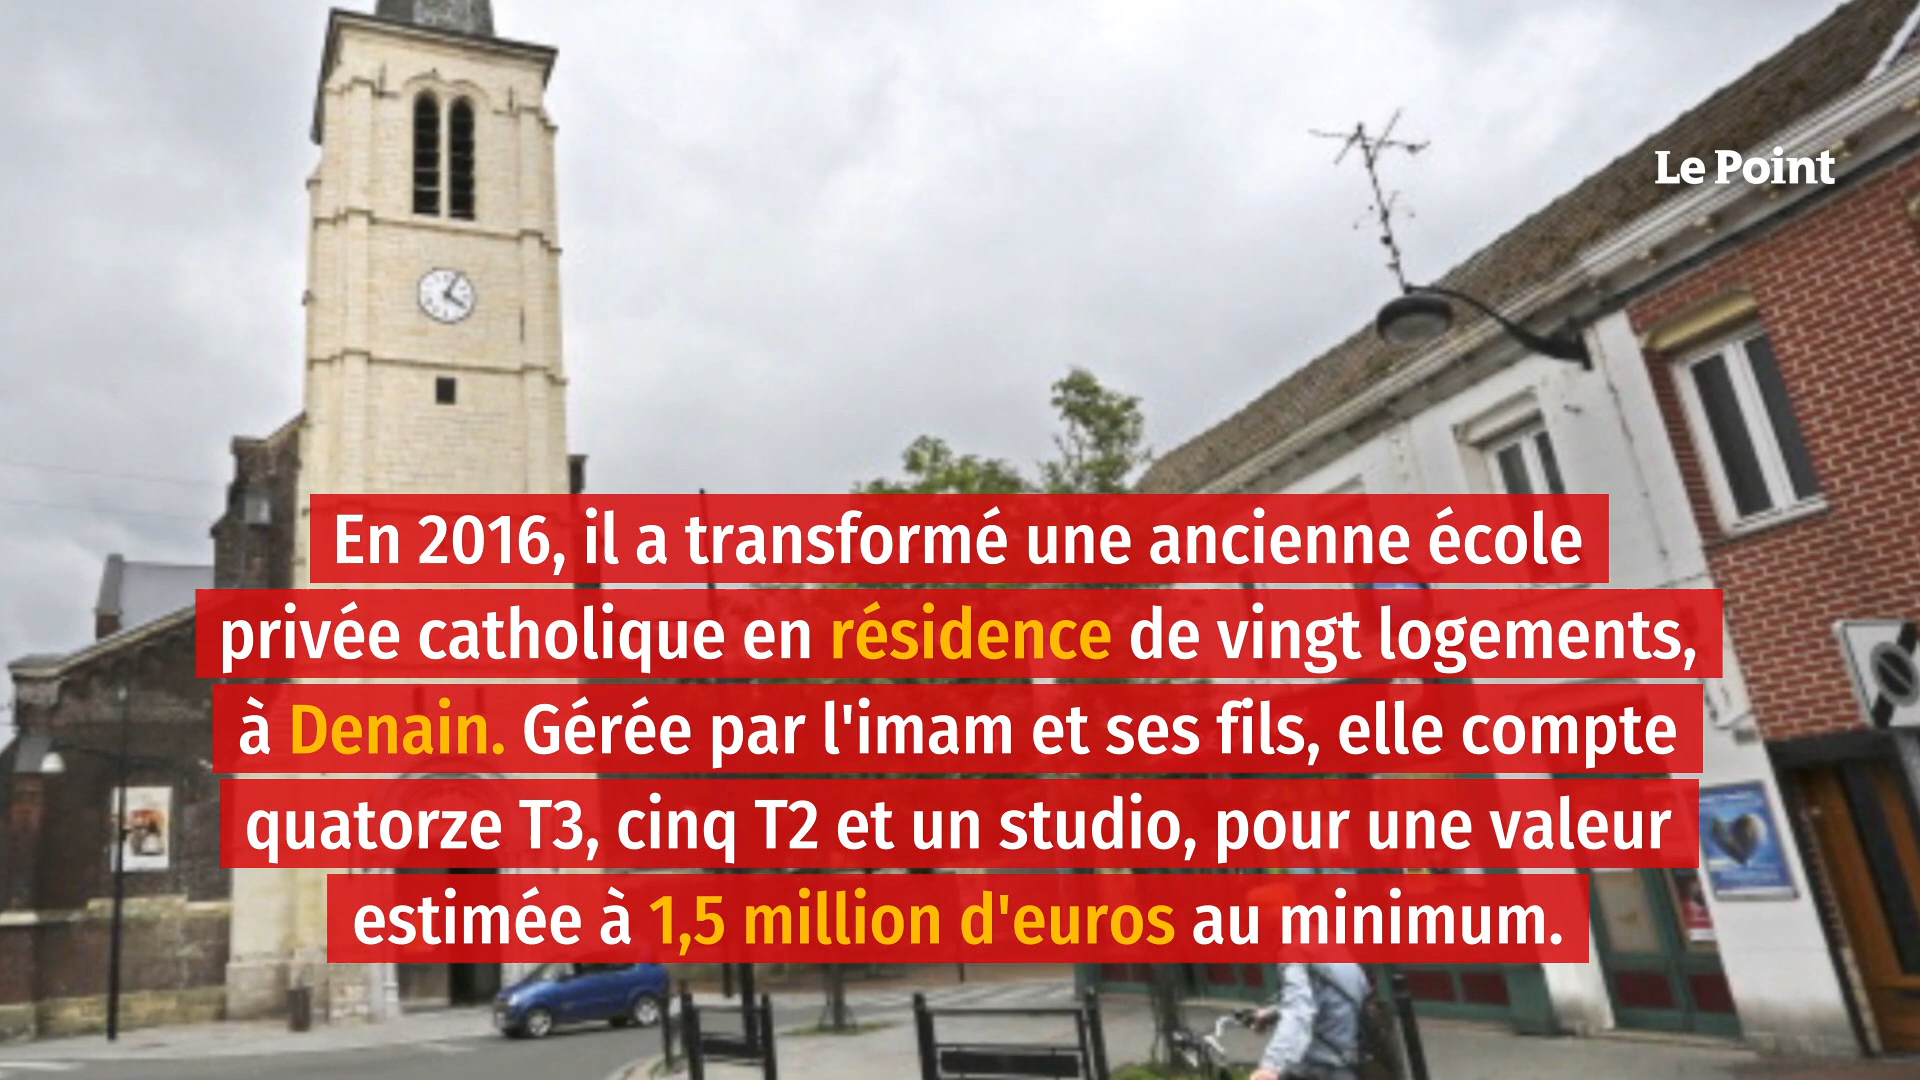 Le Point
En 2016, il a transformé une ancienne école
privée catholique en résidence de vingt logements,
à Denain. Gérée par l'imam et ses fils, elle compte
quatorze T3, cinq T2 et un studio, pour une valeur
estimée à 1,5 million d'euros au minimum.